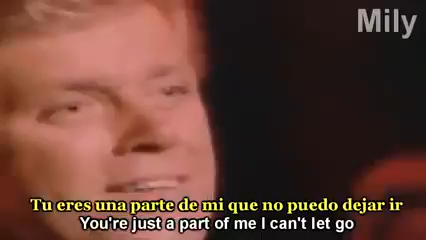 Mily
Tu eres una parte de mi que no puedo dejar ir
You're just a part of me I can't let go